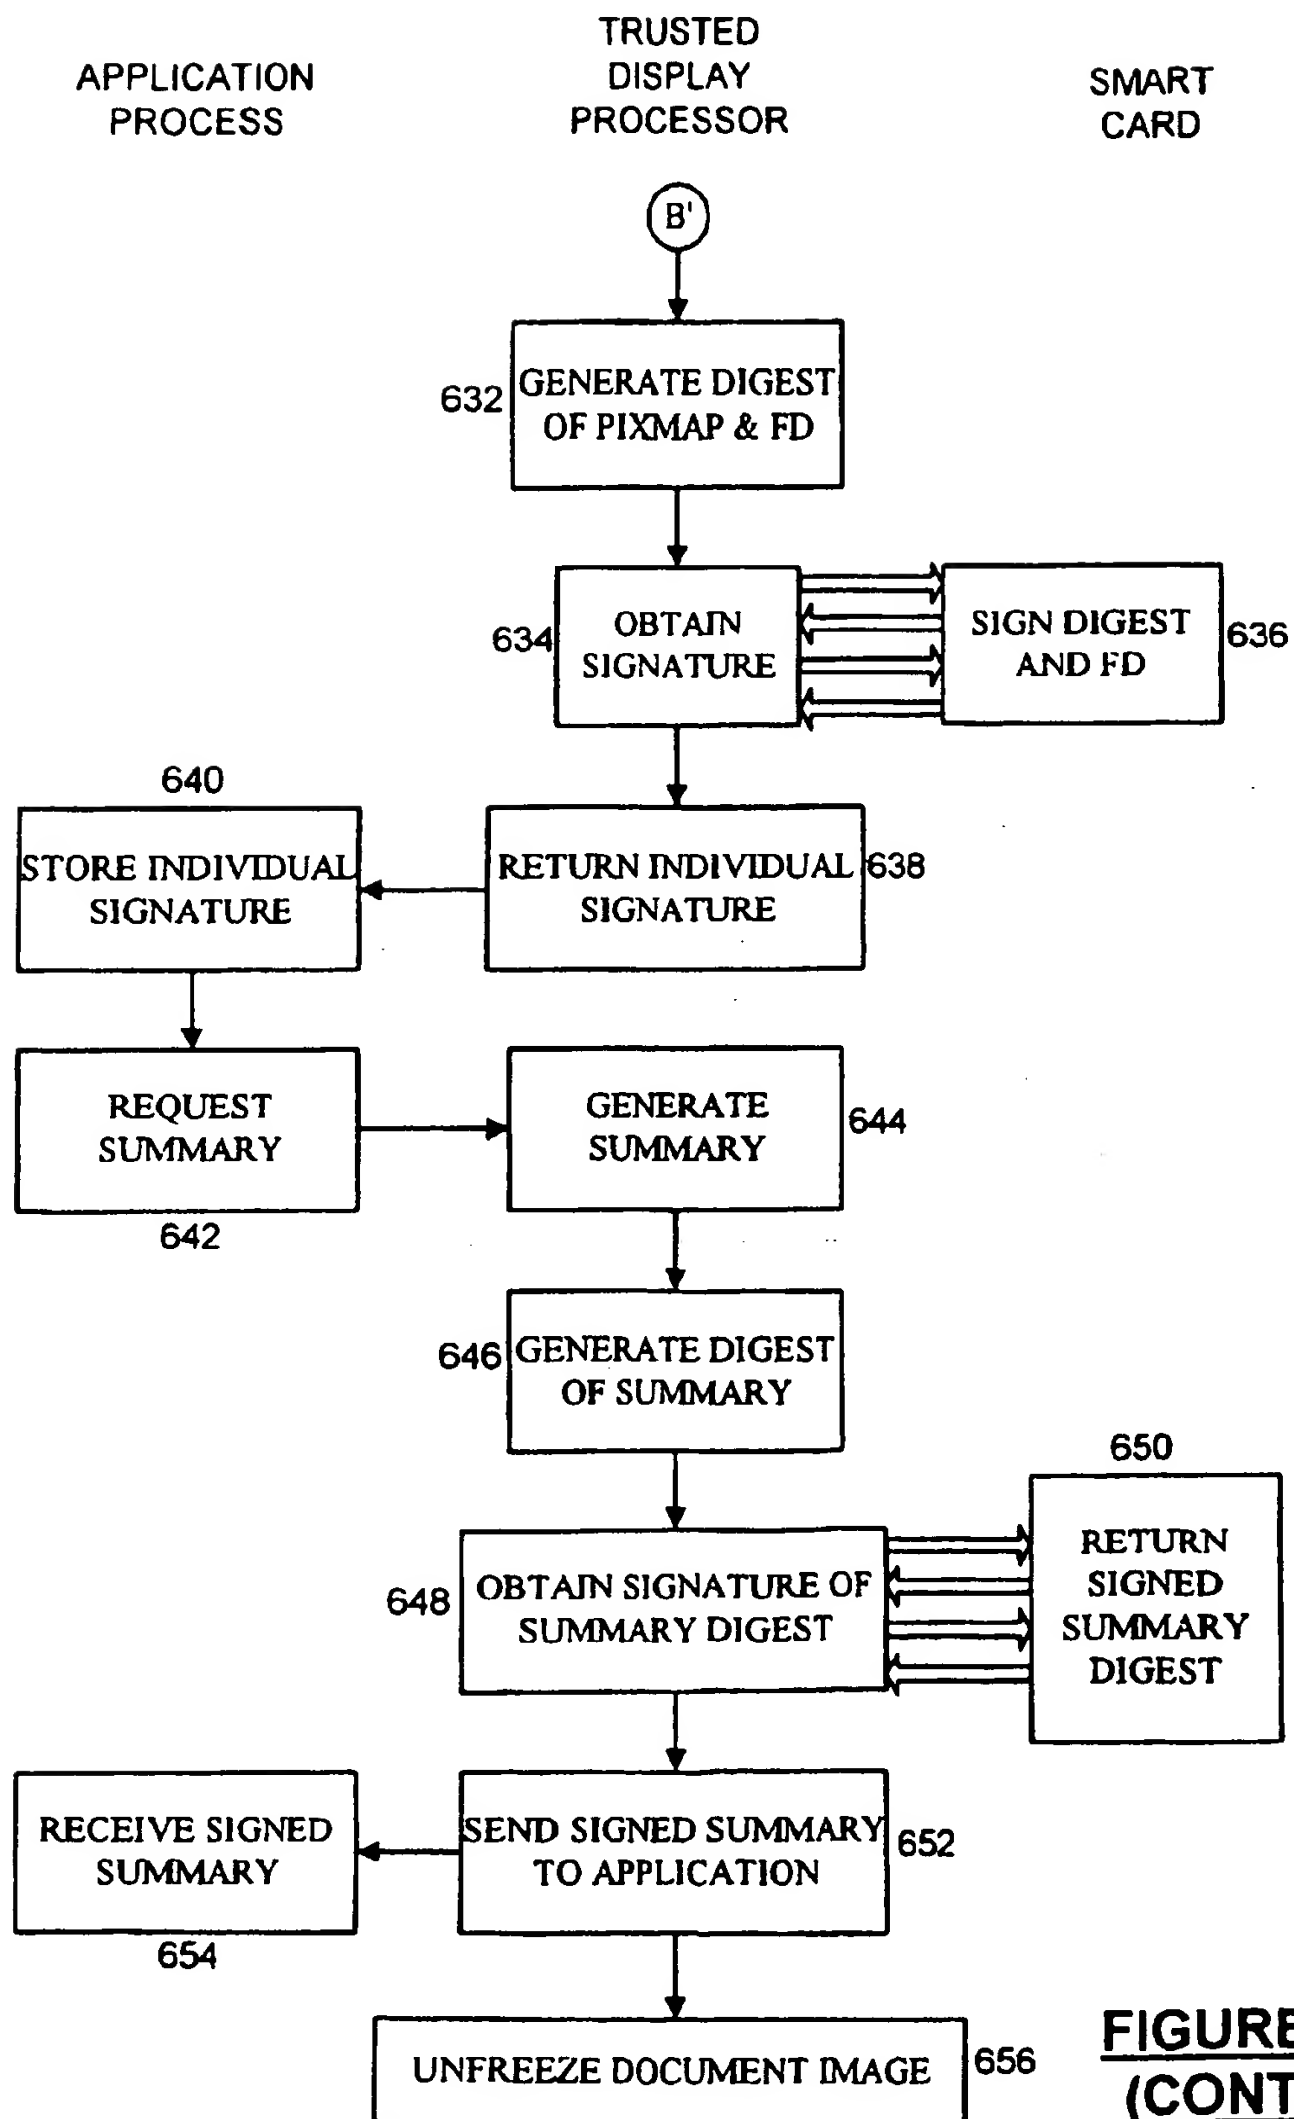 APPLICATION
PROCESS
TRUSTED
DISPLAY
PROCESSOR
SMART
CARD
B'
632
GENERATE DIGEST
OF PIXMAP & FD
634
OBTAIN
SIGNATURE
SIGN DIGEST
AND FD
636
640
STORE INDIVIDUAL
SIGNATURE
RETURN INDIVIDUAL
SIGNATURE
638
REQUEST
SUMMARY
642
GENERATE
SUMMARY
644
646
GENERATE DIGEST
OF SUMMARY
648
OBTAIN SIGNATURE OF
SUMMARY DIGEST
650
RETURN
SIGNED
SUMMARY
DIGEST
RECEIVE SIGNED
SUMMARY
654
SEND SIGNED SUMMARY
TO APPLICATION
652
UNFREEZE DOCUMENT IMAGE
656
FIGURE
(CONT